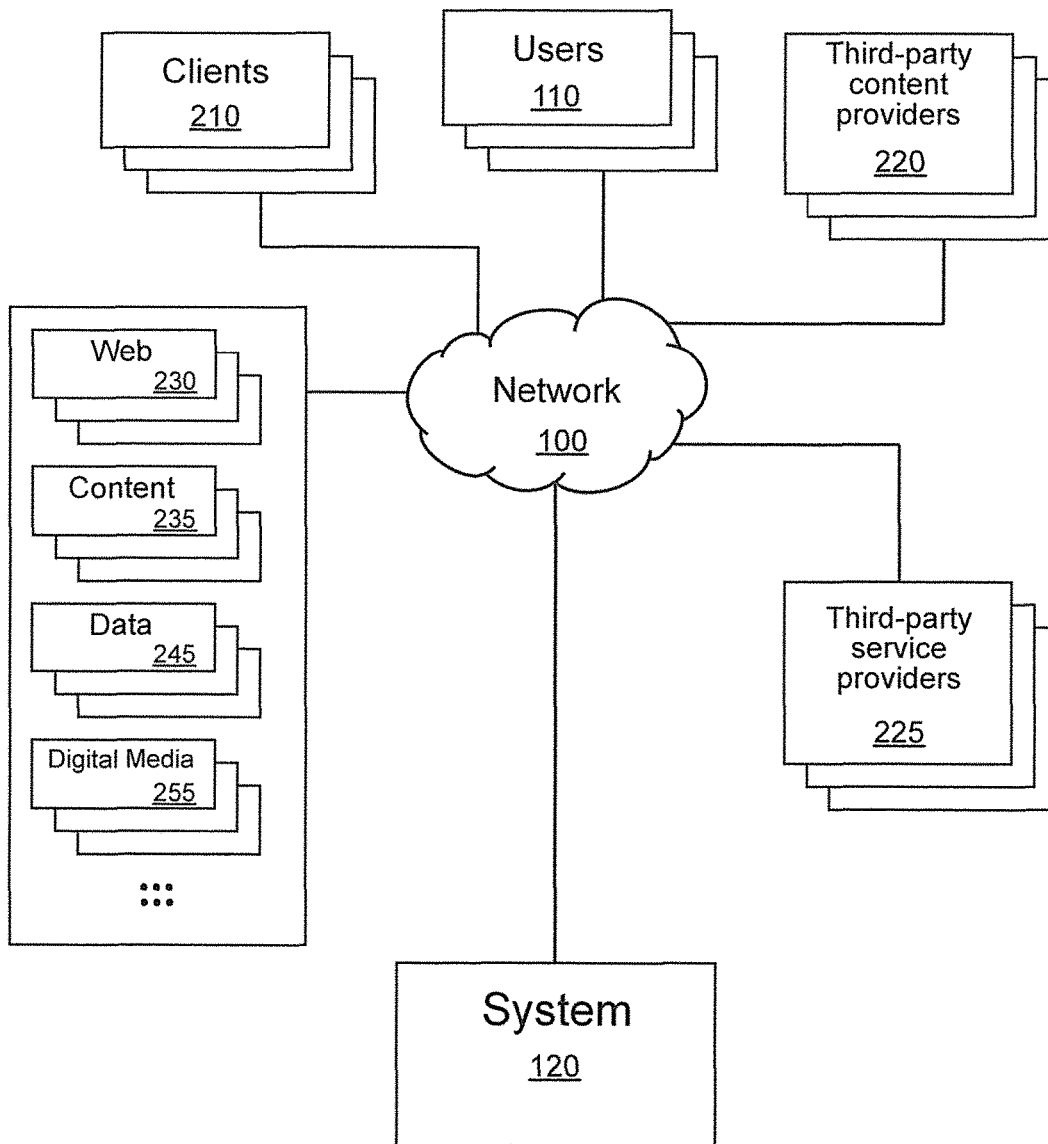 Clients
210
Users
110
Third-party
content
providers
220
Web
230
Content
235
Data
245
Digital Media
255
Network
100
Third-party
service
providers
225
System
120